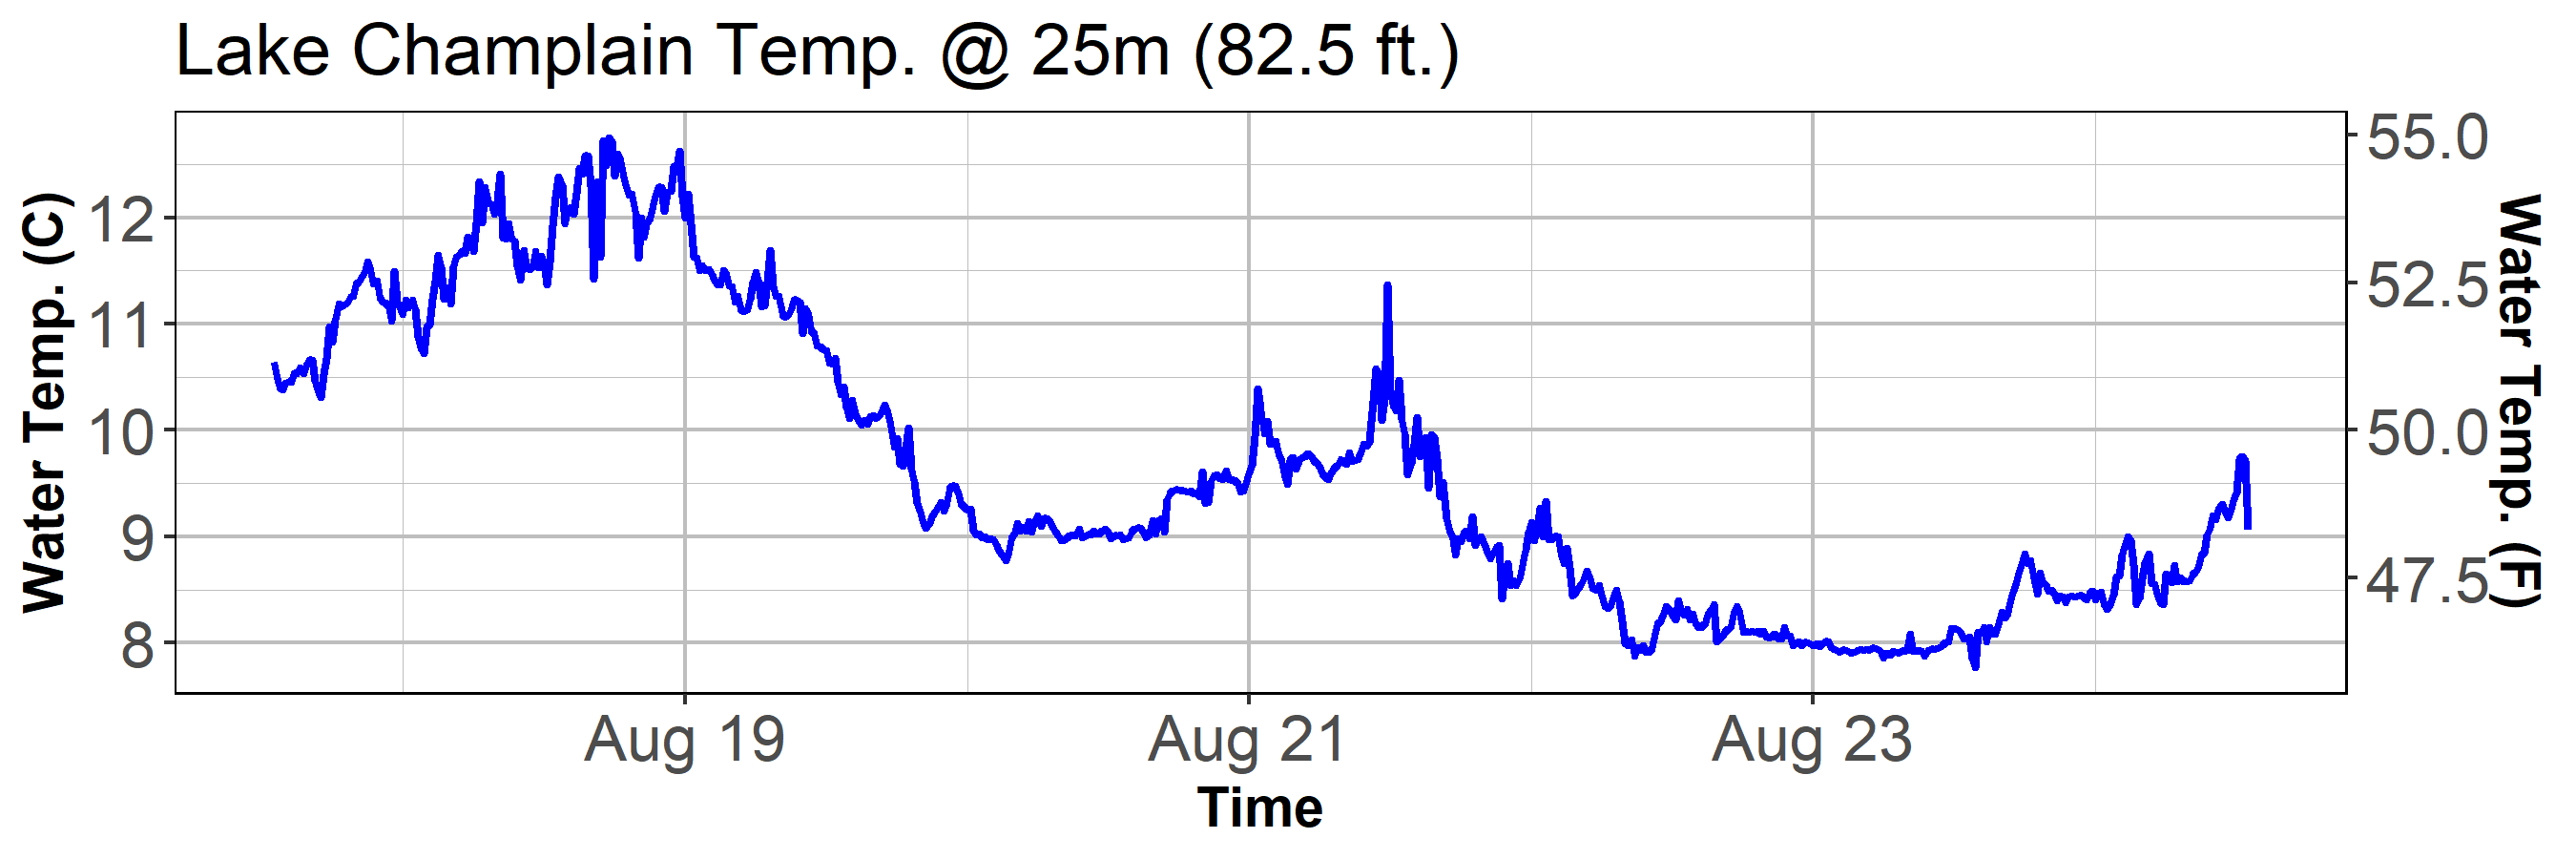 Lake Champlain Temp. @ 25m (82.5 ft.)
Water Temp. (C)
12
11
10
9
8
55.0
52.5
50.0
47.5
Water Temp. (F)
Aug 19
Aug 21
Aug 23
Time